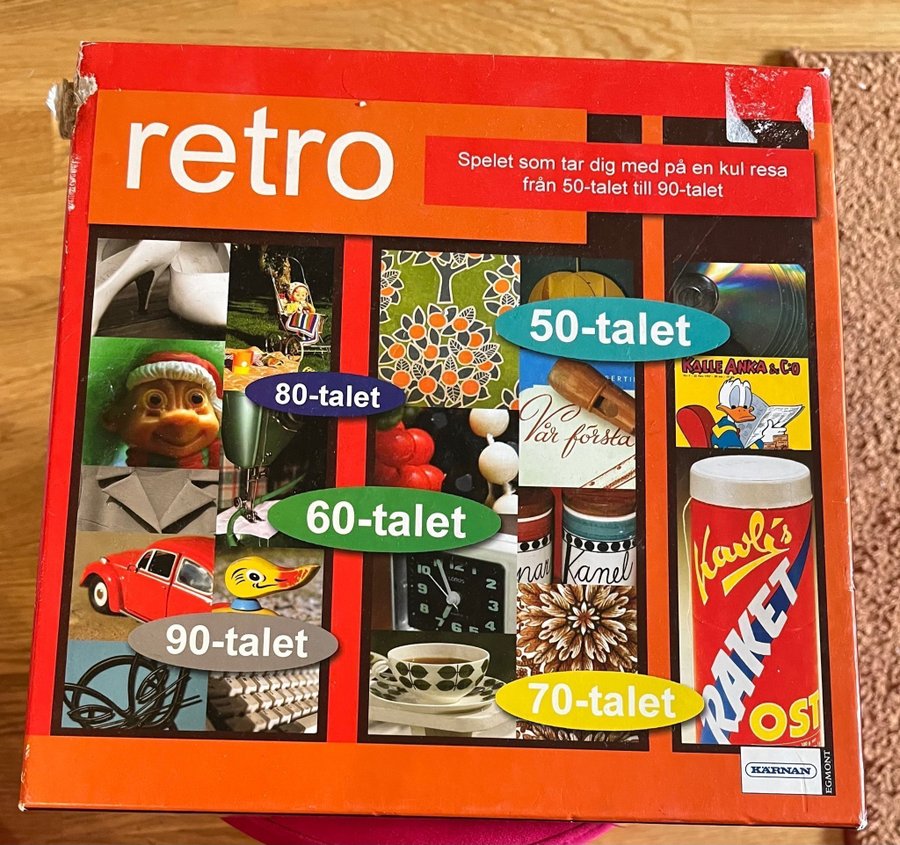 retro
Spelet som tar dig med på en kul resa
från 50-talet till 90-talet
50-talet
80-talet
KALLE ANKA & C:O
Vår första
60-talet
Kanel
90-talet
70-talet
Kavli's
RAKET
OST
KÄRNAN
EGMONT